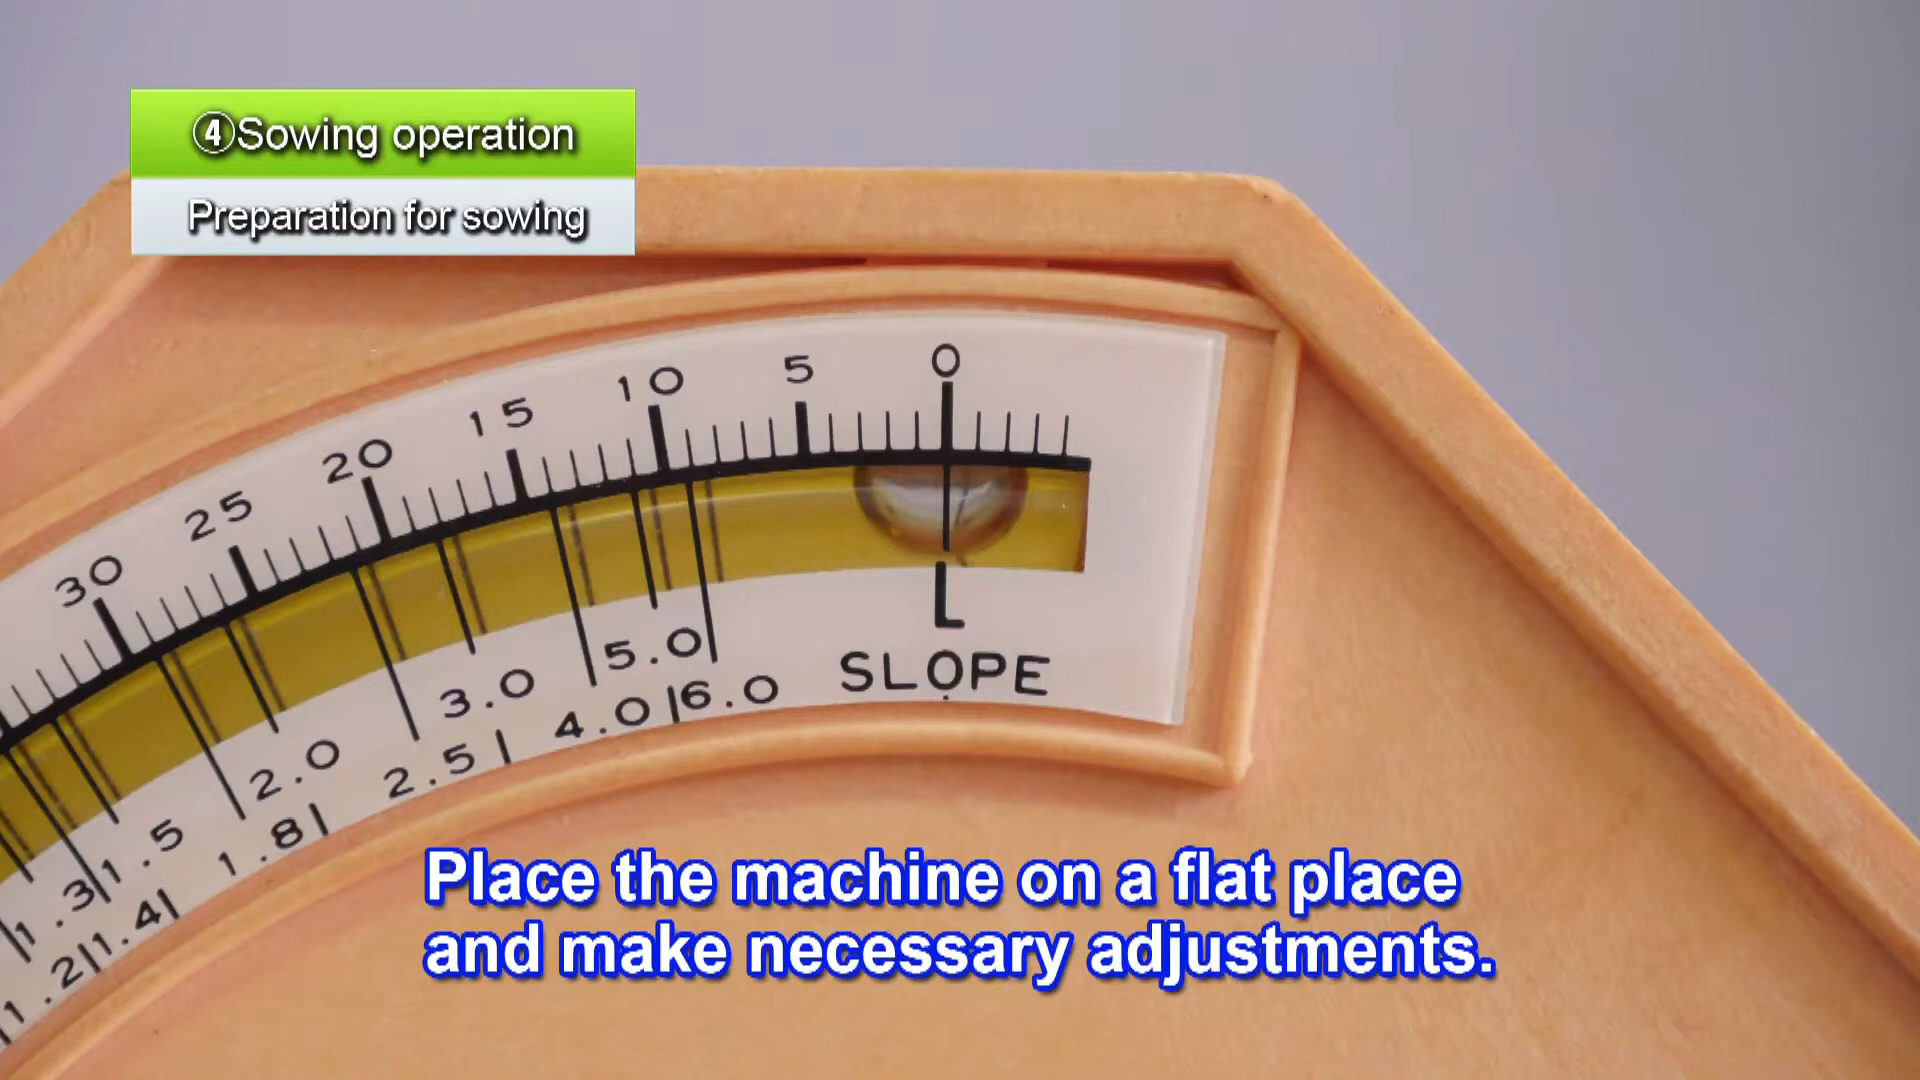 ④Sowing operation
Preparation for sowing
30 25 20 15 10 5 0
L
SLOPE
1.2 1.3 1.4 1.5 1.8 2.0 2.5 3.0 4.0 5.0 6.0
Place the machine on a flat place
and make necessary adjustments.